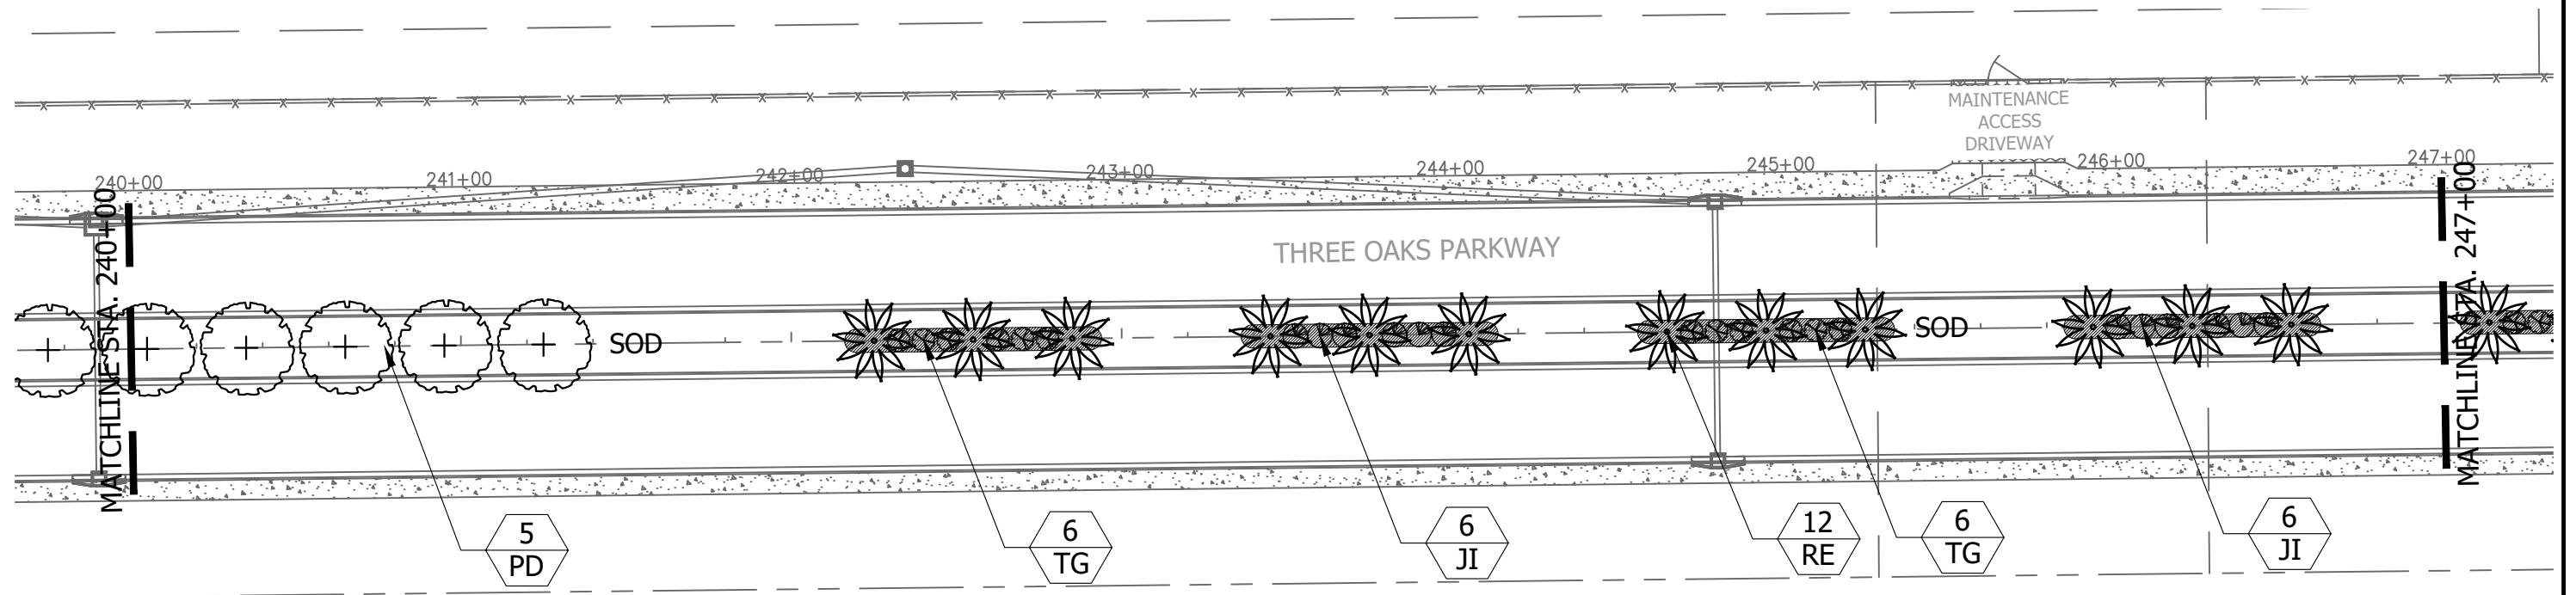 MAINTENANCE
ACCESS
DRIVEWAY
240+00
241+00
242+00
243+00
244+00
245+00
246+00
247+00
MATCHLINE STA. 240+00
THREE OAKS PARKWAY
MATCHLINE STA. 247+00
SOD
SOD
5
PD
6
TG
6
JI
12
RE
6
TG
6
JI